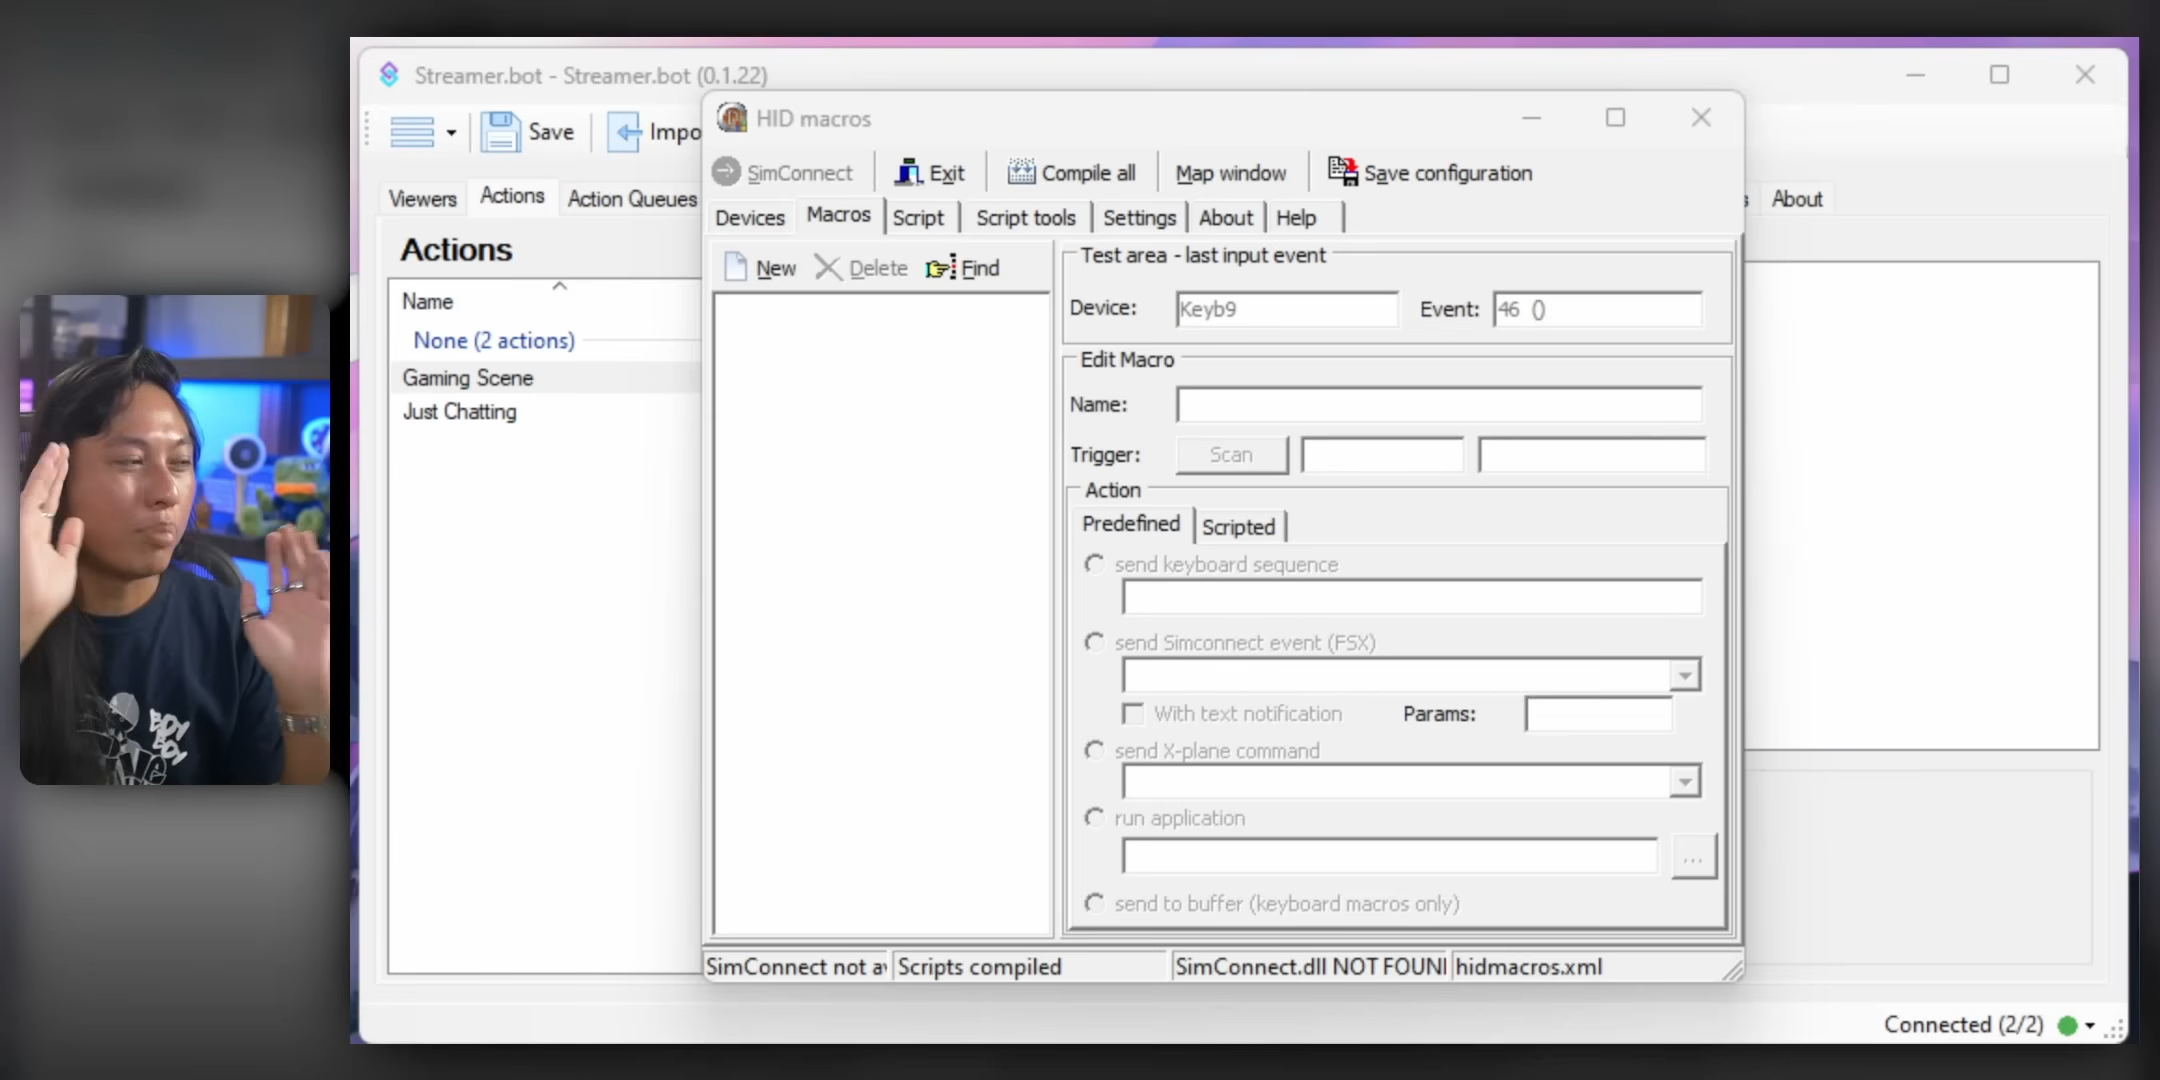 Streamer.bot - Streamer.bot (0.1.22)
Save
Impo
Viewers
Actions
Action Queues
About
Actions
Name
None (2 actions)
Gaming Scene
Just Chatting
HID macros
SimConnect
Exit
Compile all
Map window
Save configuration
Devices
Macros
Script
Script tools
Settings
About
Help
New
Delete
Find
Test area - last input event
Device:
Keyb9
Event:
46 ()
Edit Macro
Name:
Trigger:
Scan
Action
Predefined
Scripted
send keyboard sequence
send Simconnect event (FSX)
With text notification
Params:
send X-plane command
run application
...
send to buffer (keyboard macros only)
SimConnect not av
Scripts compiled
SimConnect.dll NOT FOUN
hidmacros.xml
Connected (2/2)